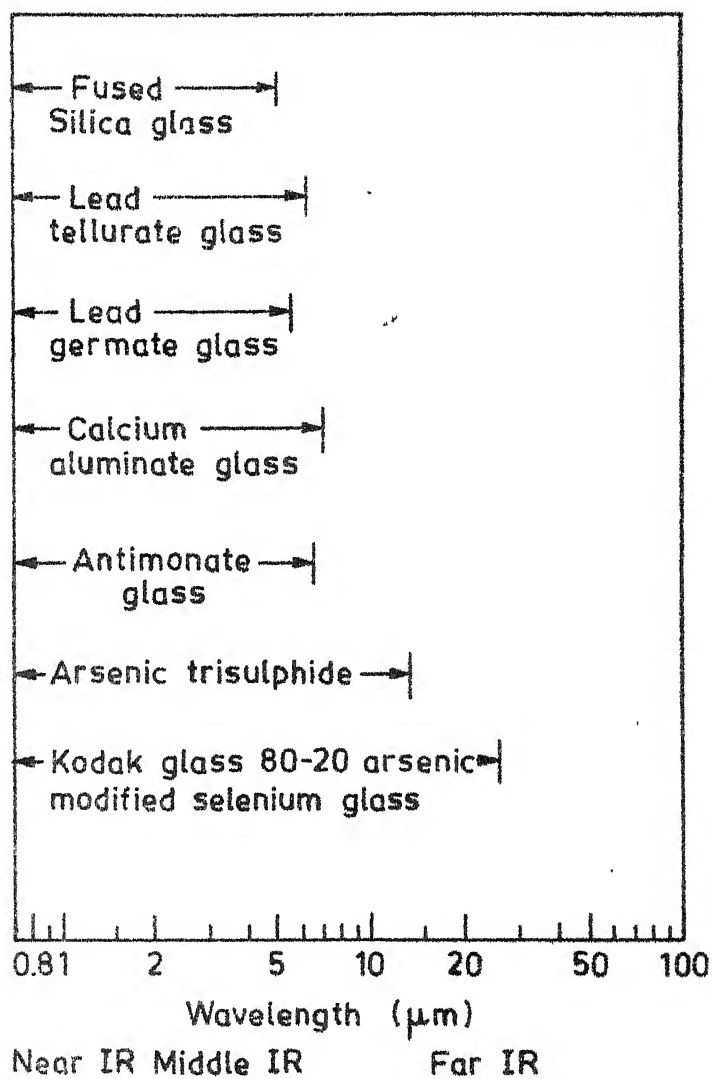 Fused
Silica glass
Lead
tellurate glass
Lead
germate glass
Calcium
aluminate glass
Antimonate
glass
Arsenic trisulphide
Kodak glass 80-20 arsenic
modified selenium glass
0.81 2 5 10 20 50 100
Wavelength (μm)
Near IR Middle IR Far IR